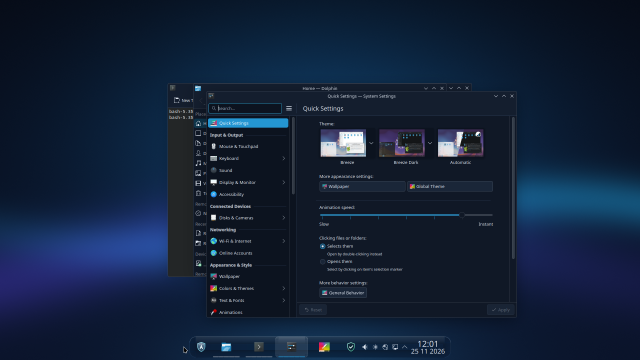 Home — Dolphin
Quick Settings — System Settings
New T
Search...
Quick Settings
Quick Settings
Input & Output
Mouse & Touchpad
Keyboard
Sound
Display & Monitor
Accessibility
Connected Devices
Disks & Cameras
Networking
Wi-Fi & Internet
Online Accounts
Appearance & Style
Wallpaper
Colors & Themes
Text & Fonts
Animations
Theme:
Breeze
Breeze Dark
Automatic
More appearance settings:
Wallpaper
Global Theme
Animation speed:
Slow
Instant
Clicking files or folders:
Selects them
Open by double-clicking instead
Opens them
Select by clicking on item's selection marker
More behavior settings:
General Behavior
Reset
Apply
12:01
25 11 2026